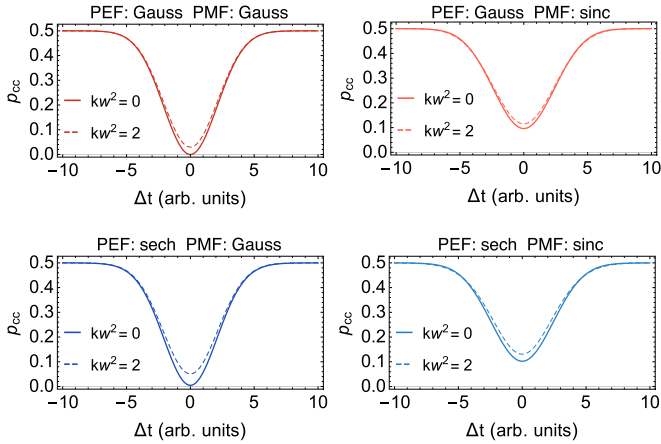 PEF: Gauss PMF: Gauss
0.5
0.4
0.3
0.2
0.1
0.0
p_cc
kw² = 0
kw² = 2
-10 -5 0 5 10
Δt (arb. units)
PEF: Gauss PMF: sinc
0.5
0.4
0.3
0.2
0.1
0.0
p_cc
kw² = 0
kw² = 2
-10 -5 0 5 10
Δt (arb. units)
PEF: sech PMF: Gauss
0.5
0.4
0.3
0.2
0.1
0.0
p_cc
kw² = 0
kw² = 2
-10 -5 0 5 10
Δt (arb. units)
PEF: sech PMF: sinc
0.5
0.4
0.3
0.2
0.1
0.0
p_cc
kw² = 0
kw² = 2
-10 -5 0 5 10
Δt (arb. units)